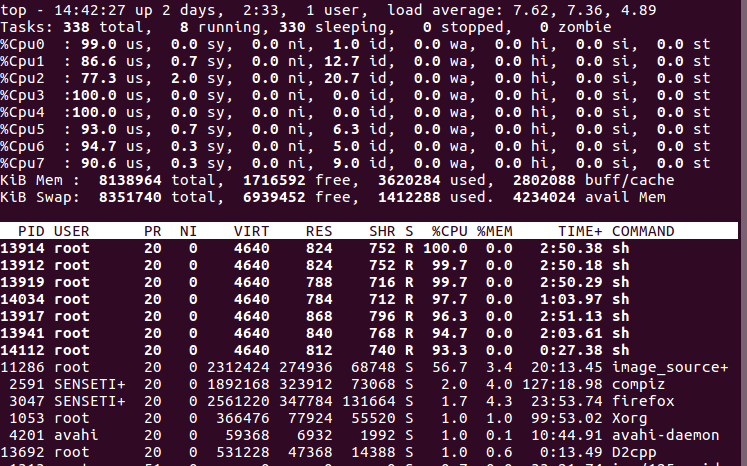 top - 14:42:27 up 2 days,  2:33,  1 user,  load average: 7.62, 7.36, 4.89
Tasks: 338 total,   8 running, 330 sleeping,   0 stopped,   0 zombie
%Cpu0  : 99.0 us,  0.0 sy,  0.0 ni,  1.0 id,  0.0 wa,  0.0 hi,  0.0 si,  0.0 st
%Cpu1  : 86.6 us,  0.7 sy,  0.0 ni, 12.7 id,  0.0 wa,  0.0 hi,  0.0 si,  0.0 st
%Cpu2  : 77.3 us,  2.0 sy,  0.0 ni, 20.7 id,  0.0 wa,  0.0 hi,  0.0 si,  0.0 st
%Cpu3  :100.0 us,  0.0 sy,  0.0 ni,  0.0 id,  0.0 wa,  0.0 hi,  0.0 si,  0.0 st
%Cpu4  :100.0 us,  0.0 sy,  0.0 ni,  0.0 id,  0.0 wa,  0.0 hi,  0.0 si,  0.0 st
%Cpu5  : 93.0 us,  0.7 sy,  0.0 ni,  6.3 id,  0.0 wa,  0.0 hi,  0.0 si,  0.0 st
%Cpu6  : 94.7 us,  0.3 sy,  0.0 ni,  5.0 id,  0.0 wa,  0.0 hi,  0.0 si,  0.0 st
%Cpu7  : 90.6 us,  0.3 sy,  0.0 ni,  9.0 id,  0.0 wa,  0.0 hi,  0.0 si,  0.0 st
KiB Mem :  8138964 total,  1716592 free,  3620284 used,  2802088 buff/cache
KiB Swap:  8351740 total,  6939452 free,  1412288 used.  4234024 avail Mem
PID USER      PR  NI    VIRT    RES    SHR S  %CPU %MEM     TIME+ COMMAND
13914 root      20   0    4640    824    752 R 100.0  0.0   2:50.38 sh
13912 root      20   0    4640    824    752 R  99.7  0.0   2:50.18 sh
13919 root      20   0    4640    788    716 R  99.7  0.0   2:50.29 sh
14034 root      20   0    4640    784    712 R  97.7  0.0   1:03.97 sh
13917 root      20   0    4640    868    796 R  96.3  0.0   2:51.13 sh
13941 root      20   0    4640    840    768 R  94.7  0.0   2:03.61 sh
14112 root      20   0    4640    812    740 R  93.3  0.0   0:27.38 sh
11286 root      20   0 2312424 274936  68748 S  56.7  3.4  20:13.45 image_source+
2591 SENSETI+  20   0 1892168 323912  73068 S   2.0  4.0 127:18.98 compiz
3047 SENSETI+  20   0 2561220 347784 131664 S   1.7  4.3  23:53.74 firefox
1053 root      20   0  366476  77924  55520 S   1.0  1.0  99:53.02 Xorg
4201 avahi     20   0   59368   6932   1992 S   1.0  0.1  10:44.91 avahi-daemon
13692 root      20   0  531228  47368  14388 S   1.0  0.6   0:13.49 D2cpp